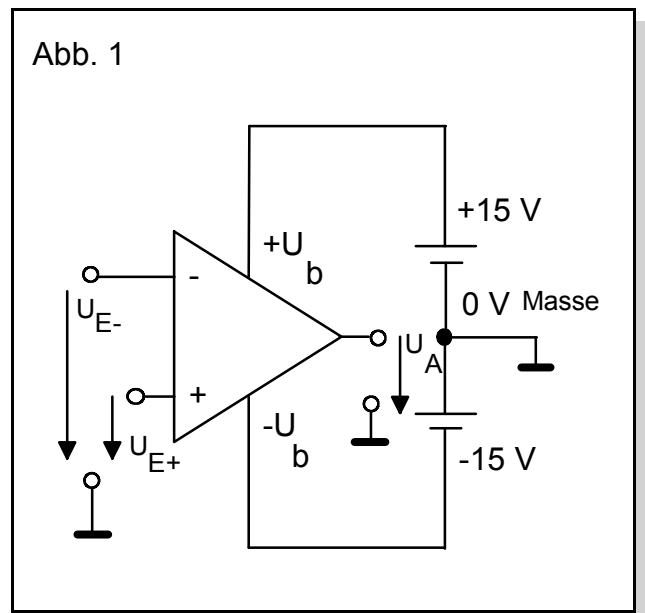 Abb. 1
+15 V
+U b
-
U E-
0 V Masse
U A
+
U E+
-U b
-15 V